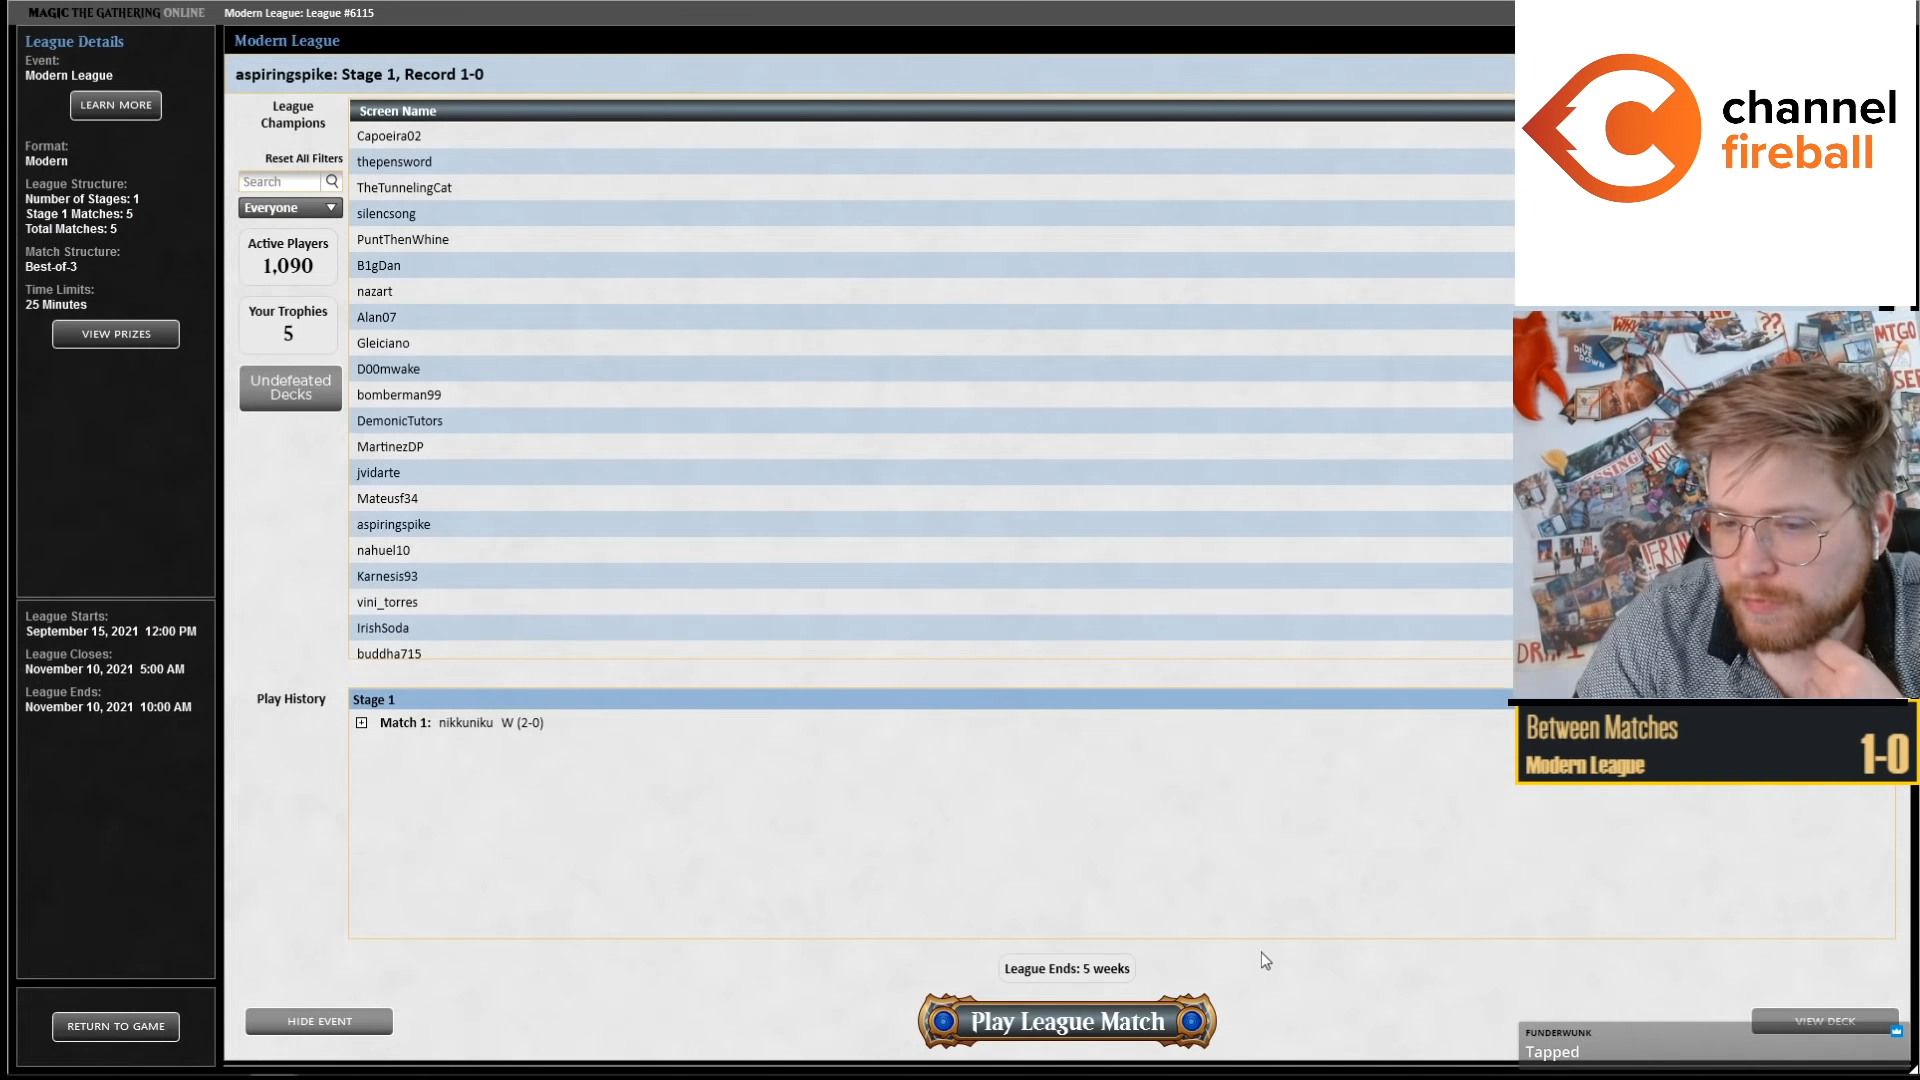 MAGIC THE GATHERING ONLINE
Modern League: League #6115
League Details
Event:
Modern League
LEARN MORE
Format:
Modern
League Structure:
Number of Stages: 1
Stage 1 Matches: 5
Total Matches: 5
Match Structure:
Best-of-3
Time Limits:
25 Minutes
VIEW PRIZES
League Starts:
September 15, 2021 12:00 PM
League Closes:
November 10, 2021 5:00 AM
League Ends:
November 10, 2021 10:00 AM
RETURN TO GAME
Modern League
aspiringspike: Stage 1, Record 1-0
League
Champions
Reset All Filters
Search
Everyone
Active Players
1,090
Your Trophies
5
Undefeated
Decks
Screen Name
Capoeira02
thepensword
TheTunnelingCat
silencsong
PuntThenWhine
B1gDan
nazart
Alan07
Gleiciano
D00mwake
bomberman99
DemonicTutors
MartinezDP
jvidarte
Mateusf34
aspiringspike
nahuel10
Karnesis93
vini_torres
IrishSoda
buddha715
Play History
Stage 1
Match 1: nikkuniku W (2-0)
League Ends: 5 weeks
HIDE EVENT
Play League Match
VIEW DECK
channel
fireball
WHY
??
MTGO
THE
DIVE
DOWN
Between Matches
Modern League
1-0
FUNDERWUNK
Tapped